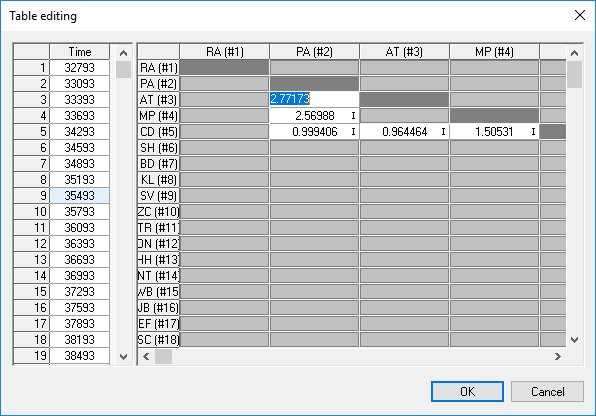 Table editing
Time
1 32793
2 33093
3 33393
4 33693
5 34293
6 34593
7 34893
8 35193
9 35493
10 35793
11 36093
12 36393
13 36693
14 36993
15 37293
16 37593
17 37893
18 38193
19 38493
RA (#1) PA (#2) AT (#3) MP (#4)
RA (#1)
PA (#2)
AT (#3) 2.77173
MP (#4) 2.56988 I
CD (#5) 0.999406 I 0.964464 I 1.50531 I
SH (#6)
BD (#7)
KL (#8)
SV (#9)
ZC (#10)
TR (#11)
DN (#12)
HH (#13)
NT (#14)
WB (#15
JB (#16)
EF (#17)
SC (#18)
OK Cancel